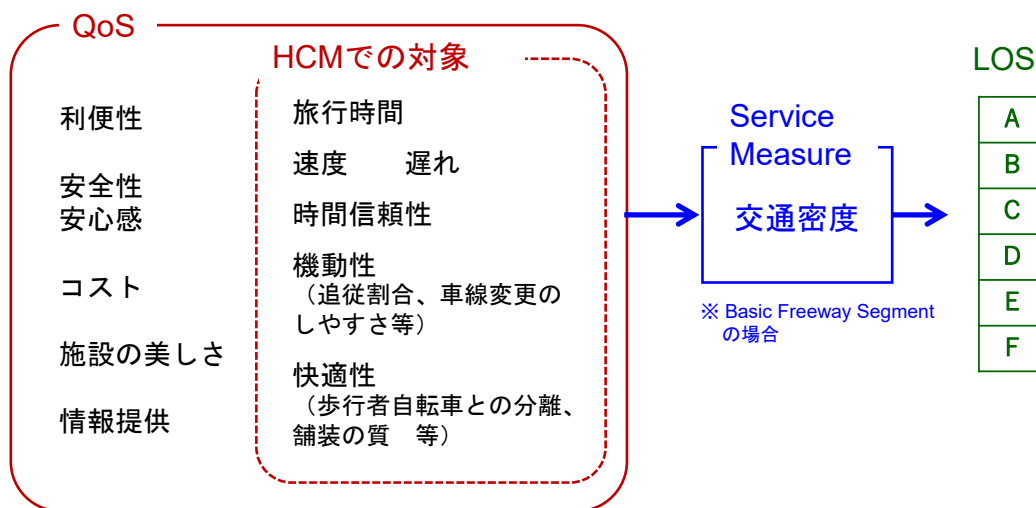 QoS
利便性
安全性
安心感
コスト
施設の美しさ
情報提供
HCMでの対象
旅行時間
速度　　遅れ
時間信頼性
機動性
（追従割合、車線変更の
しやすさ等）
快適性
（歩行者自転車との分離、
舗装の質　等）
Service
Measure
交通密度
※ Basic Freeway Segment
の場合
LOS
A
B
C
D
E
F